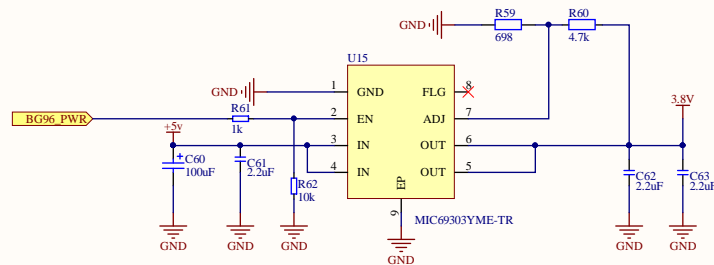 R59
698
R60
4.7k
GND
U15
1
GND
FLG
8
GND
R61
1k
BG96_PWR
2
EN
ADJ
7
3.8V
+5v
3
IN
OUT
6
C60
100uF
C61
2.2uF
4
IN
OUT
5
R62
10k
C62
2.2uF
C63
2.2uF
EP
9
MIC69303YME-TR
GND
GND
GND
GND
GND
GND